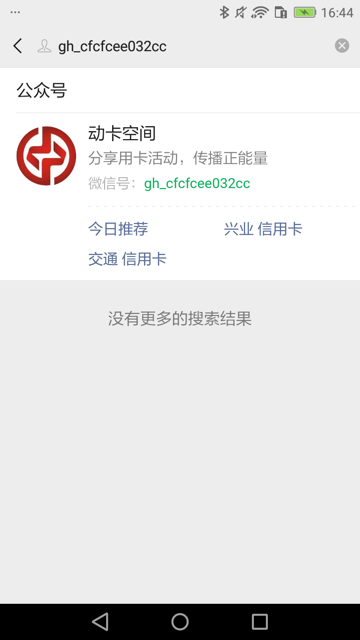 16:44
gh_cfcfcee032cc
公众号
动卡空间
分享用卡活动，传播正能量
微信号：gh_cfcfcee032cc
今日推荐 兴业 信用卡
交通 信用卡
没有更多的搜索结果